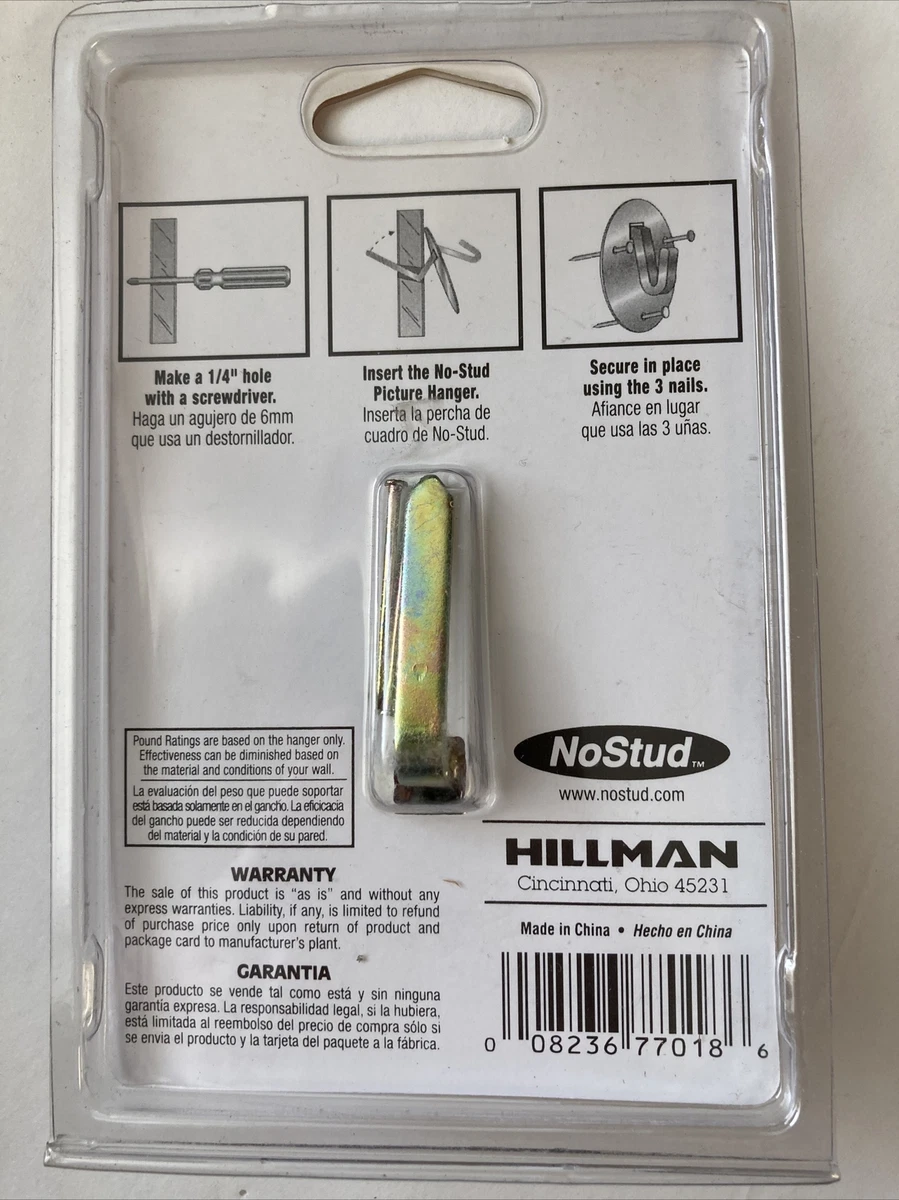 Make a 1/4" hole
with a screwdriver.
Haga un agujero de 6mm
que usa un destornillador.
Insert the No-Stud
Picture Hanger.
Inserta la percha de
cuadro de No-Stud.
Secure in place
using the 3 nails.
Afiance en lugar
que usa las 3 uñas.
Pound Ratings are based on the hanger only.
Effectiveness can be diminished based on
the material and conditions of your wall.
La evaluación del peso que puede soportar
está basada solamente en el gancho. La eficicacia
del gancho puede ser reducida dependiendo
del material y la condición de su pared.
WARRANTY
The sale of this product is “as is” and without any
express warranties. Liability, if any, is limited to refund
of purchase price only upon return of product and
package card to manufacturer's plant.
GARANTIA
Este producto se vende tal como está y sin ninguna
garantía expresa. La responsabilidad legal, si la hubiera,
está limitada al reembolso del precio de compra sólo si
se envia el producto y la tarjeta del paquete a la fábrica.
NoStud™
www.nostud.com
HILLMAN
Cincinnati, Ohio 45231
Made in China • Hecho en China
0 08236 77018 6